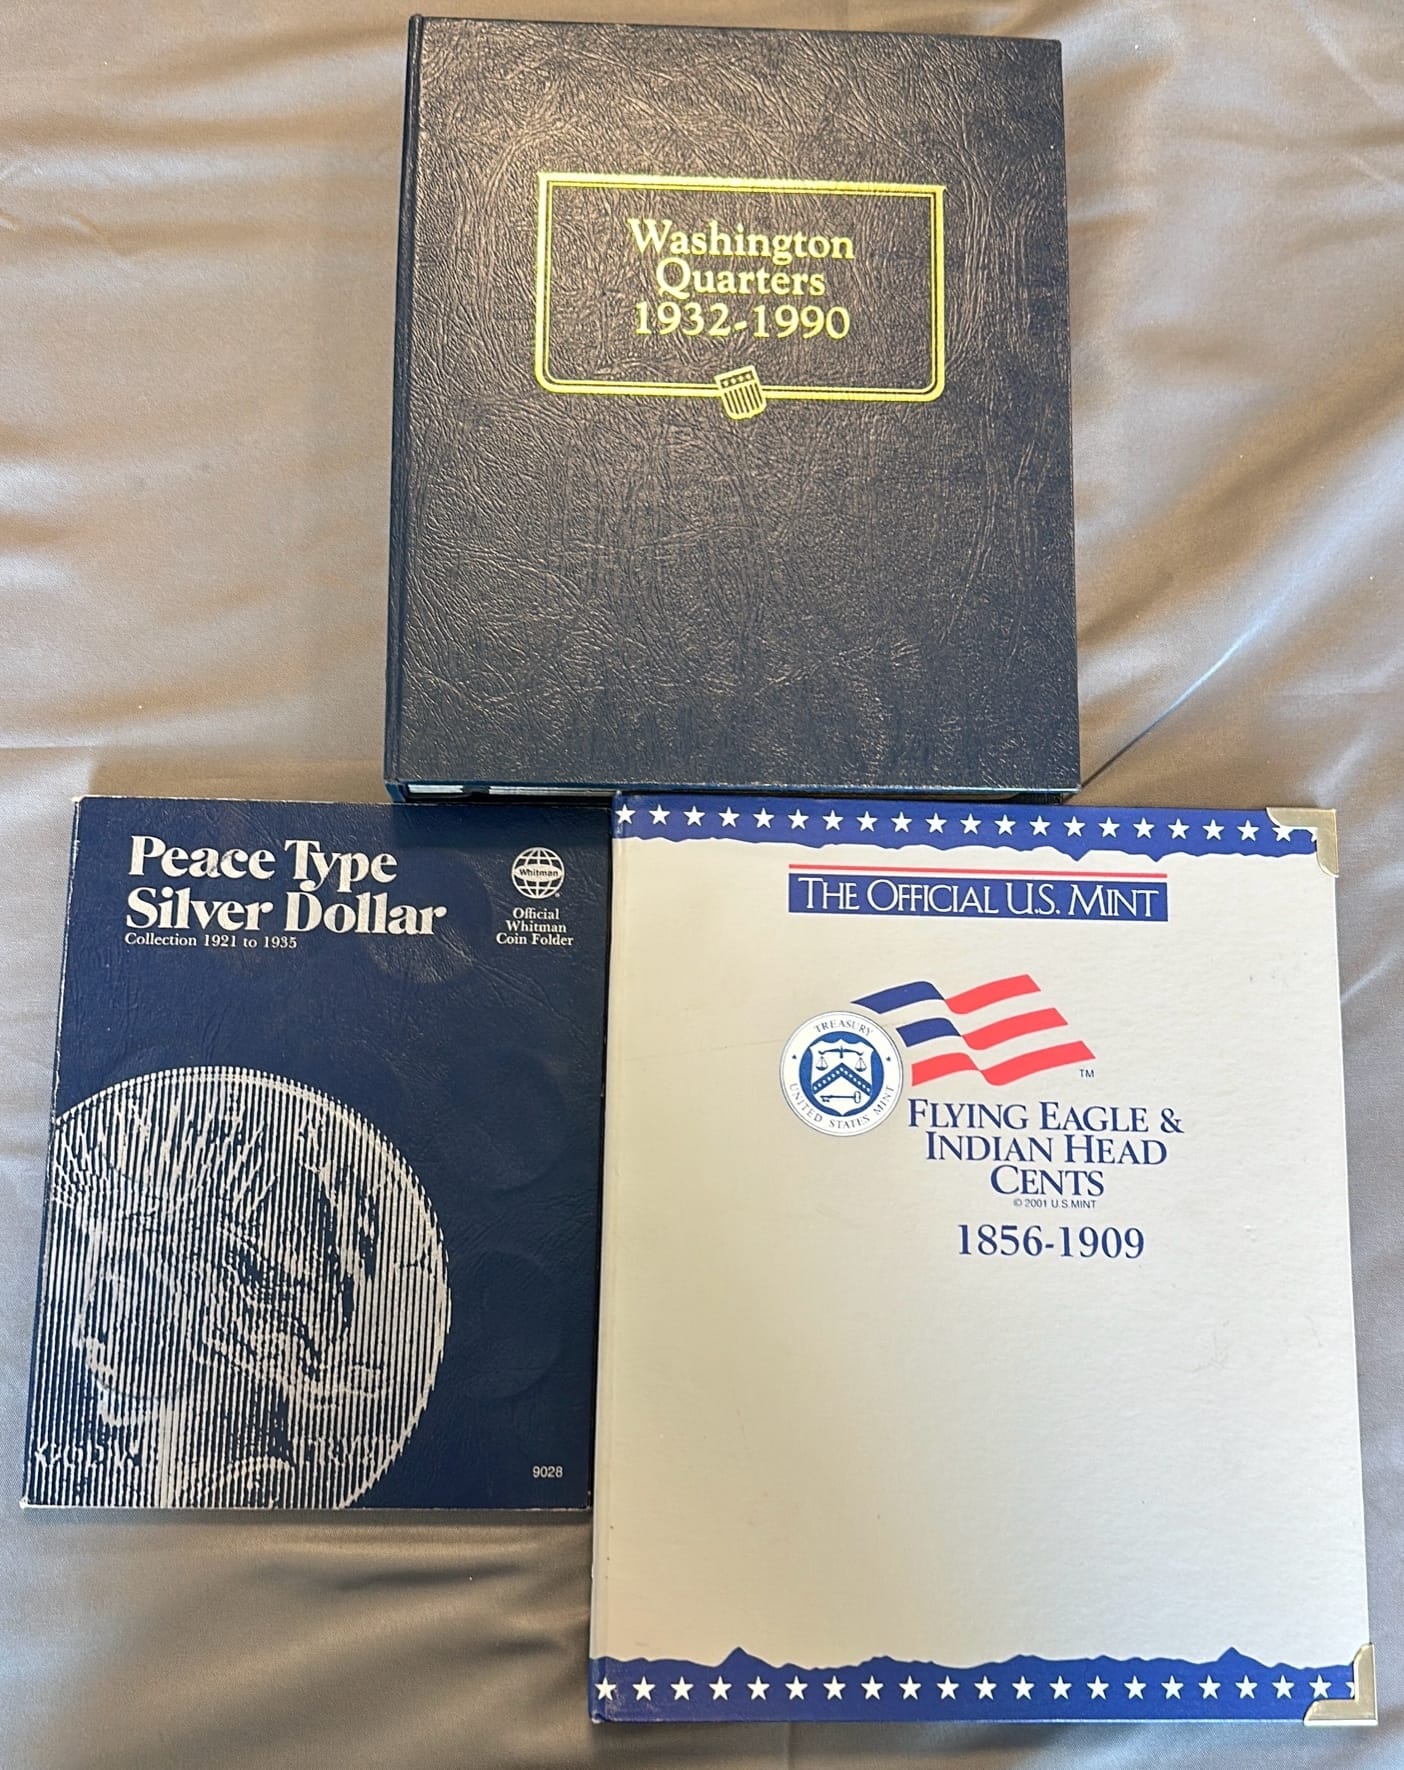 Washington
Quarters
1932-1990
Peace Type
Silver Dollar
Collection 1921 to 1935
Whitman
Official
Whitman
Coin Folder
9028
THE OFFICIAL U.S. MINT
TREASURY
UNITED STATES MINT
TM
FLYING EAGLE &
INDIAN HEAD
CENTS
© 2001 U.S. MINT
1856-1909